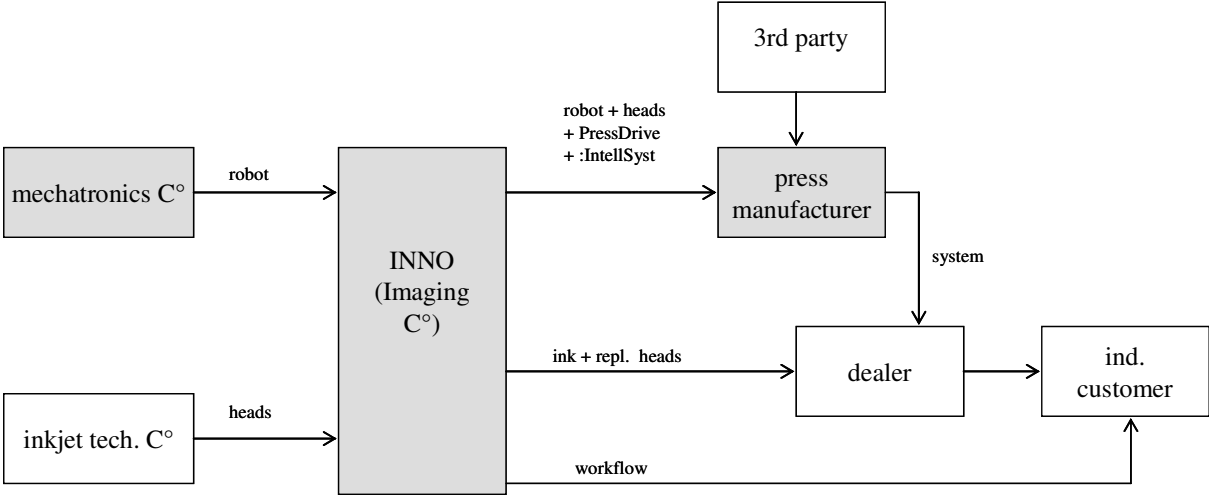 3rd party
robot + heads
+ PressDrive
+ :IntellSyst
mechatronics C°
robot
press
manufacturer
INNO
(Imaging
C°)
system
ink + repl. heads
dealer
ind.
customer
heads
inkjet tech. C°
workflow